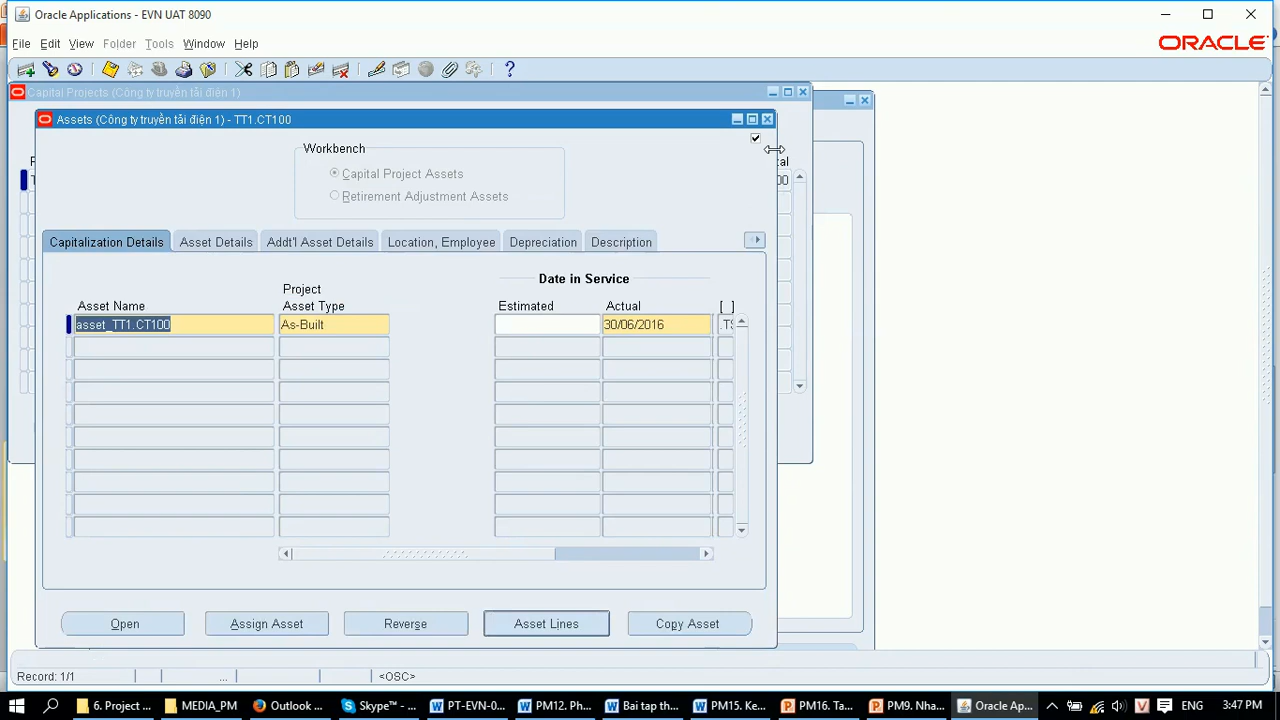 Oracle Applications - EVN UAT 8090
File Edit View Folder Tools Window Help
ORACLE
Capital Projects (Công ty truyền tải điện 1)
Assets (Công ty truyền tải điện 1) - TT1.CT100
Workbench
Capital Project Assets
Retirement Adjustment Assets
Capitalization Details
Asset Details
Addt'l Asset Details
Location, Employee
Depreciation
Description
Date in Service
Project
Asset Name
Asset Type
Estimated
Actual
[ ]
asset_TT1.CT100
As-Built
30/06/2016
Open
Assign Asset
Reverse
Asset Lines
Copy Asset
Record: 1/1
...
<OSC>
6. Project ...
MEDIA_PM
Outlook ...
Skype™ - ...
PT-EVN-0...
PM12. Ph...
Bai tap th...
PM15. Ke...
PM16. Ta...
PM9. Nha...
Oracle Ap...
ENG
3:47 PM